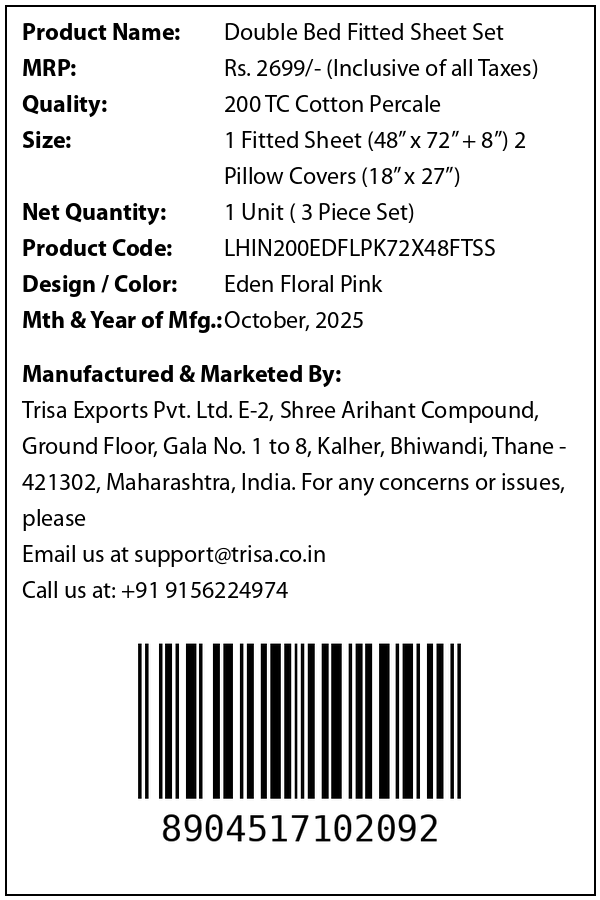 Product Name: Double Bed Fitted Sheet Set
MRP: Rs. 2699/- (Inclusive of all Taxes)
Quality: 200 TC Cotton Percale
Size: 1 Fitted Sheet (48” x 72” + 8”) 2
Pillow Covers (18” x 27”)
Net Quantity: 1 Unit ( 3 Piece Set)
Product Code: LHIN200EDFLPK72X48FTSS
Design / Color: Eden Floral Pink
Mth & Year of Mfg.: October, 2025
Manufactured & Marketed By:
Trisa Exports Pvt. Ltd. E-2, Shree Arihant Compound,
Ground Floor, Gala No. 1 to 8, Kalher, Bhiwandi, Thane -
421302, Maharashtra, India. For any concerns or issues,
please
Email us at support@trisa.co.in
Call us at: +91 9156224974
8904517102092